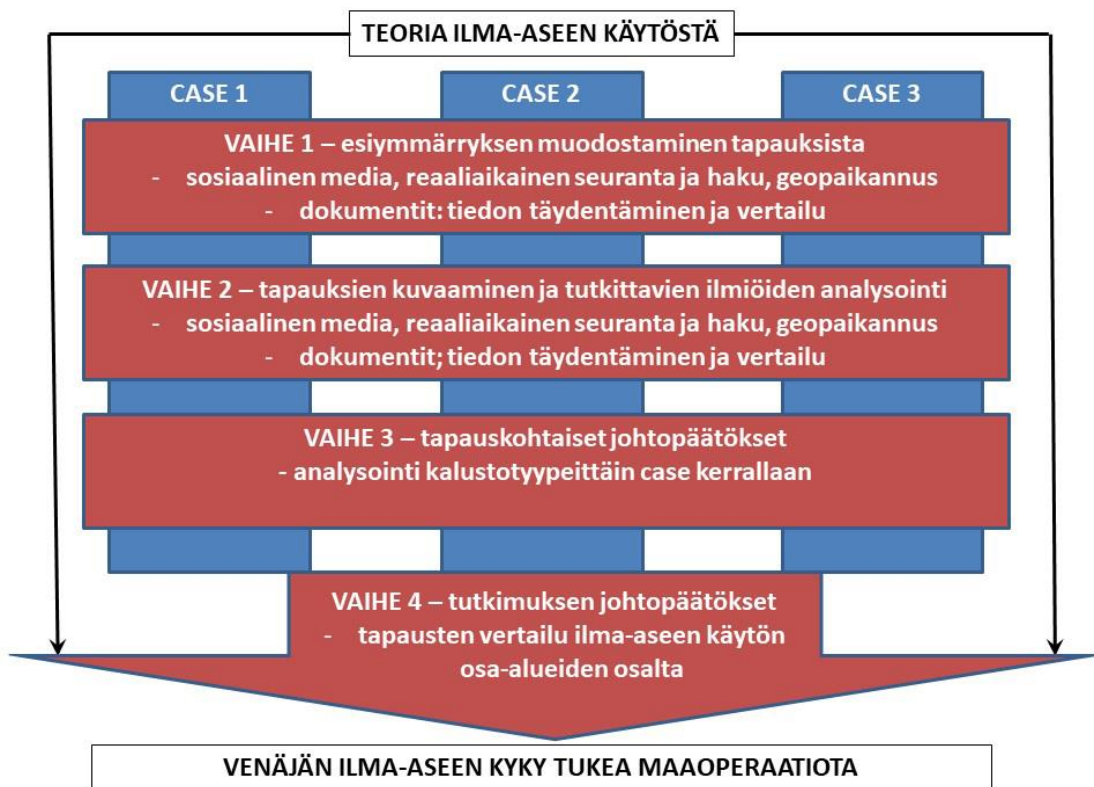 TEORIA ILMA-ASEEN KÄYTÖSTÄ
CASE 1
CASE 2
CASE 3
VAIHE 1 – esiymmärryksen muodostaminen tapauksista
- sosiaalinen media, reaaliaikainen seuranta ja haku, geopaikannus
- dokumentit: tiedon täydentäminen ja vertailu
VAIHE 2 – tapauksien kuvaaminen ja tutkittavien ilmiöiden analysointi
- sosiaalinen media, reaaliaikainen seuranta ja haku, geopaikannus
- dokumentit; tiedon täydentäminen ja vertailu
VAIHE 3 – tapauskohtaiset johtopäätökset
- analysointi kalustotyypeittäin case kerrallaan
VAIHE 4 – tutkimuksen johtopäätökset
- tapausten vertailu ilma-aseen käytön
osa-alueiden osalta
VENÄJÄN ILMA-ASEEN KYKY TUKEA MAAOPERAATIOTA